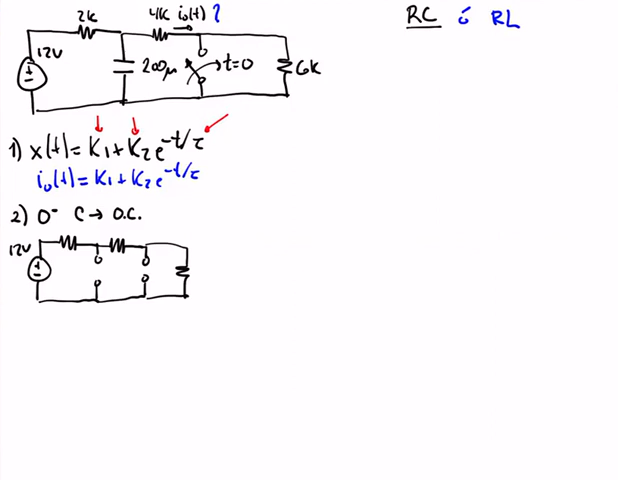 2K 4K i₀(t) ?
RC ó RL
12V 200μ t=0 6K
1) x(t)= K₁+K₂e^-t/τ
i₀(t)=K₁+K₂e^-t/τ
2) 0⁻ C → O.C.
12V